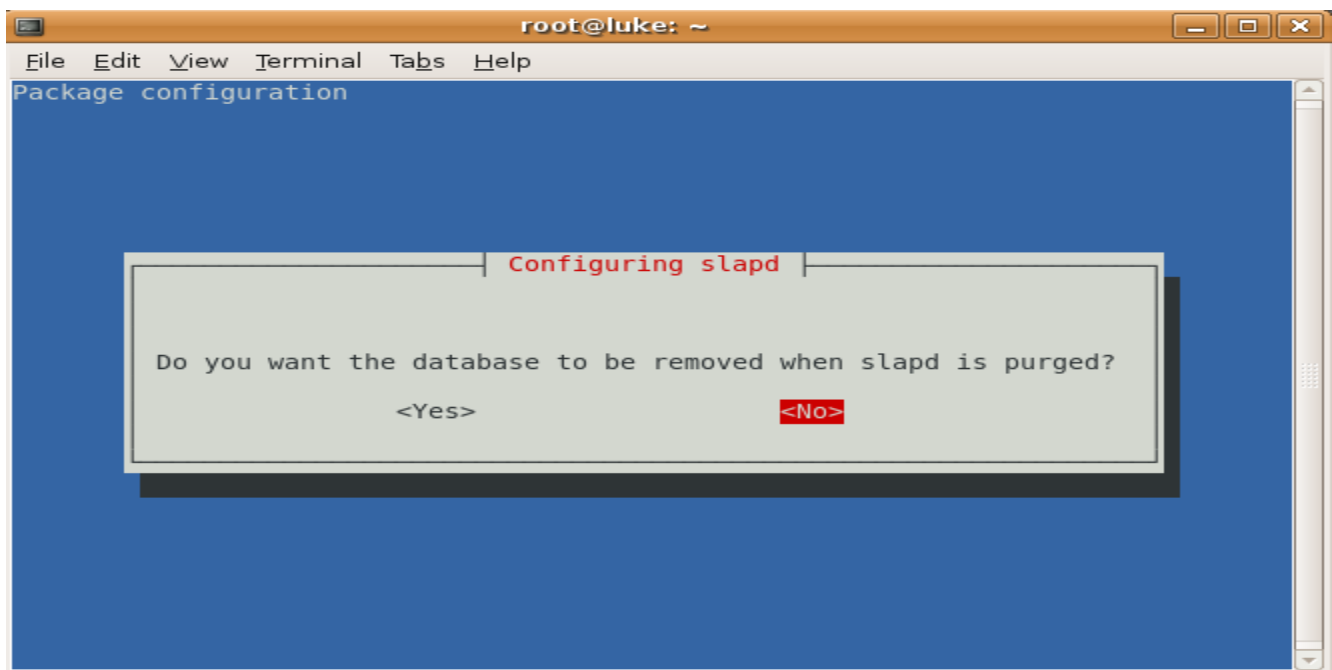 root@luke: ~
File Edit View Terminal Tabs Help
Package configuration
Configuring slapd
Do you want the database to be removed when slapd is purged?
<Yes> <No>